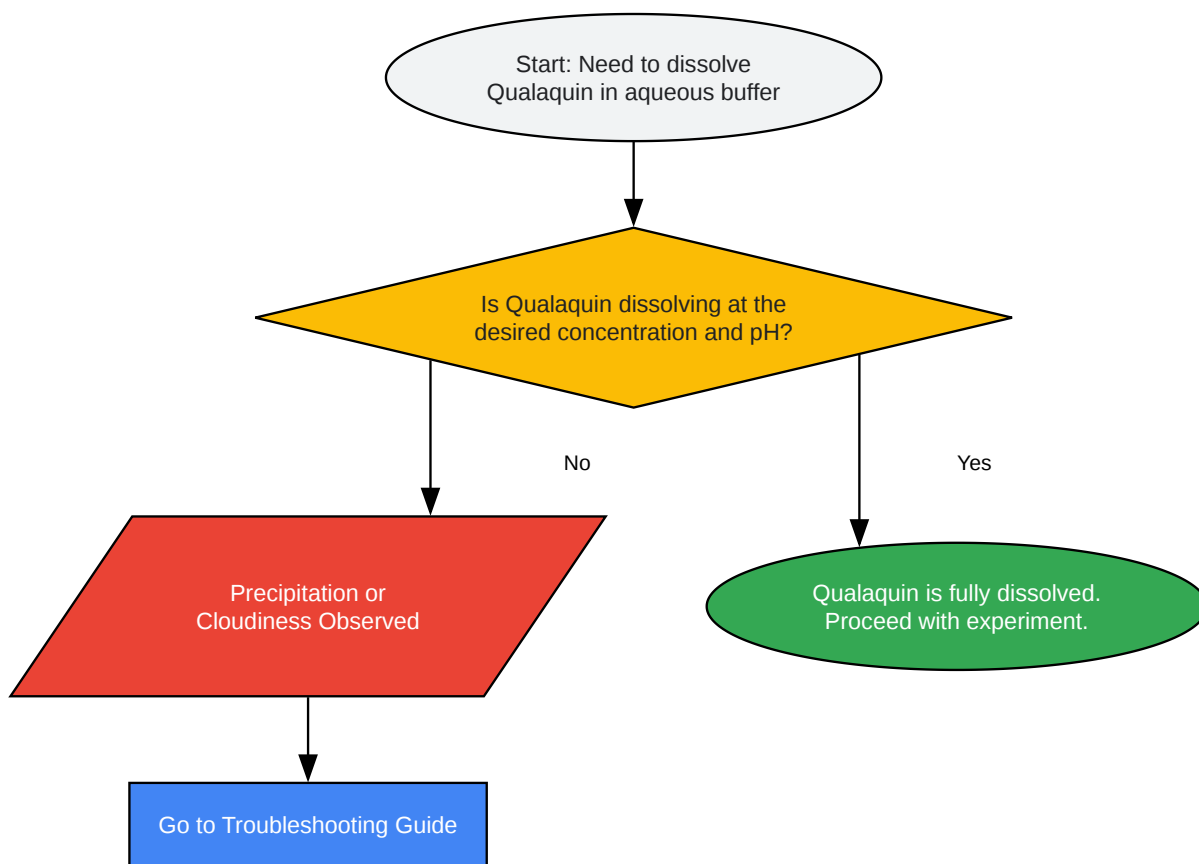 Start: Need to dissolve
Qualaquin in aqueous buffer
Is Qualaquin dissolving at the
desired concentration and pH?
No
Yes
Precipitation or
Cloudiness Observed
Qualaquin is fully dissolved.
Proceed with experiment.
Go to Troubleshooting Guide